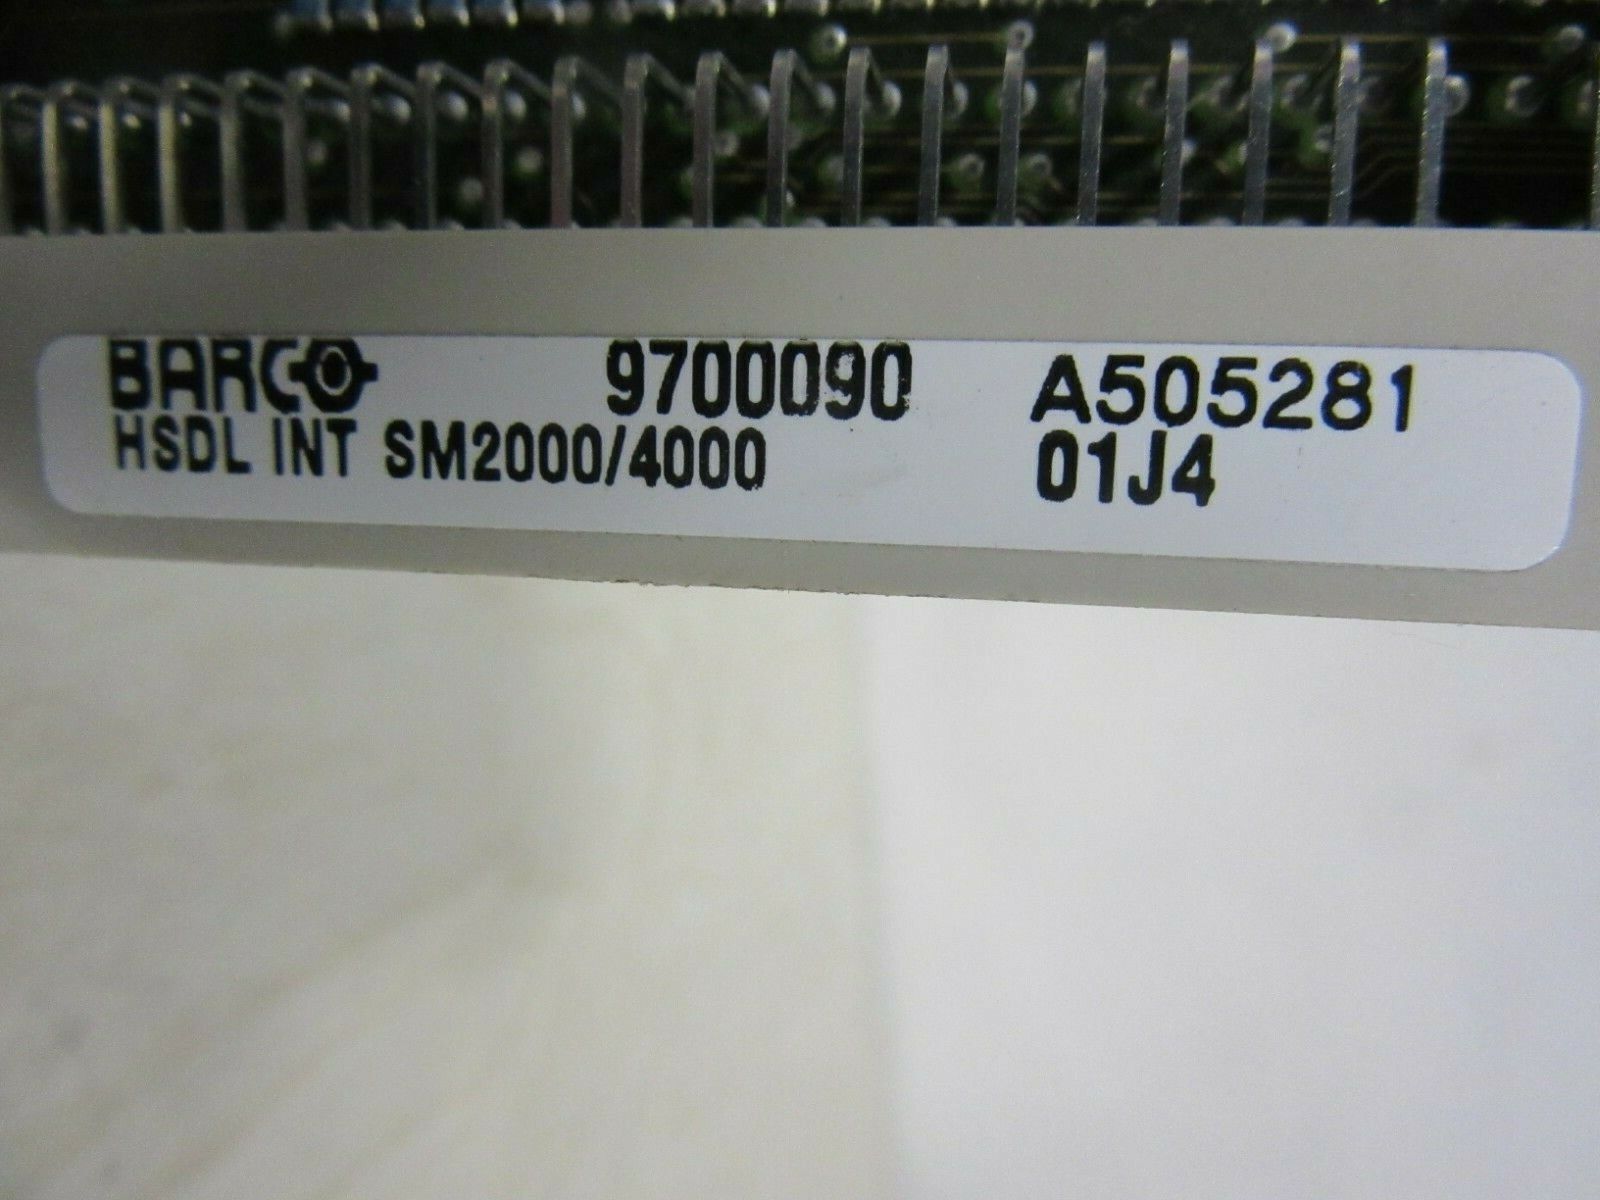 BARCO 9700090 A505281
HSDL INT SM2000/4000 01J4